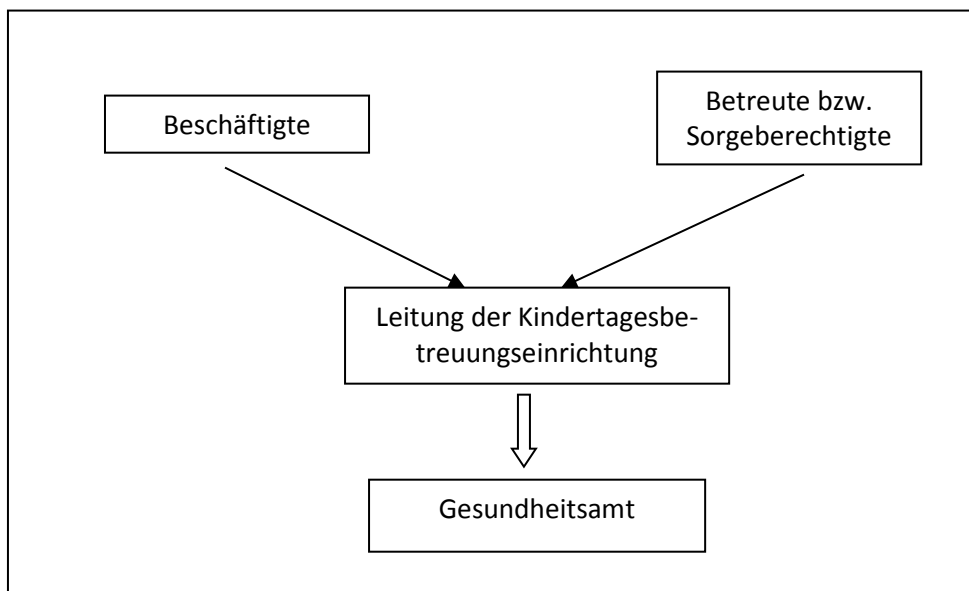 Beschäftigte
Betreute bzw.
Sorgeberechtigte
Leitung der Kindertagesbe-
treuungseinrichtung
Gesundheitsamt